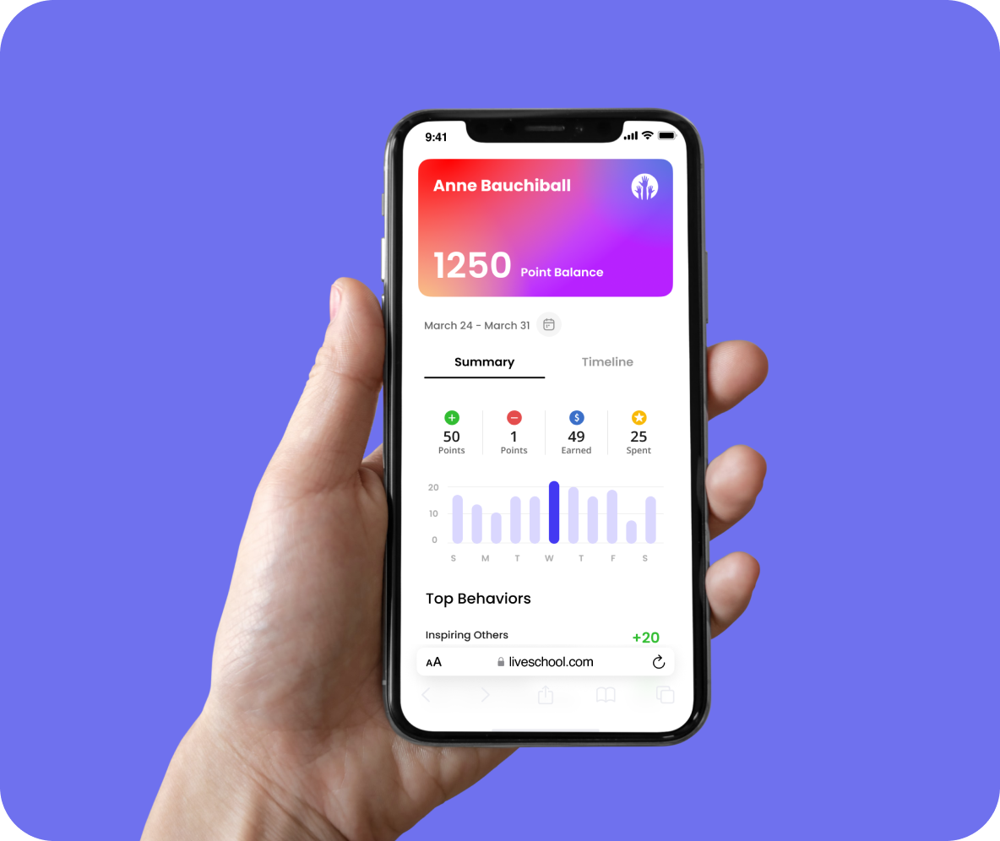 9:41
Anne Bauchiball
1250 Point Balance
March 24 - March 31
Summary Timeline
50 1 49 25
Points Points Earned Spent
20
10
0
S M T W T F S
Top Behaviors
Inspiring Others +20
AA liveschool.com